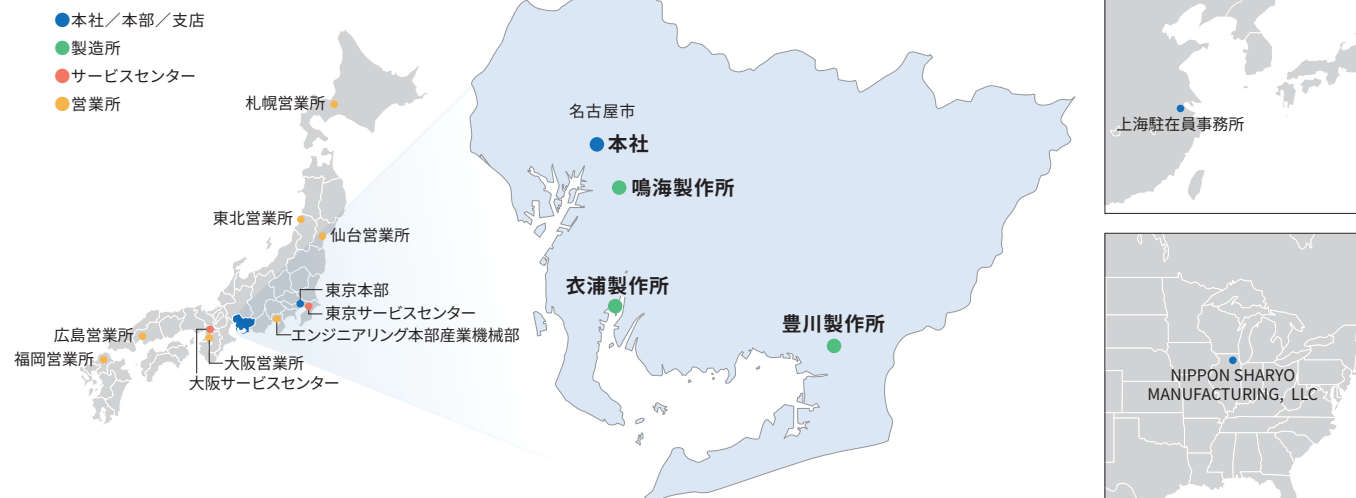 本社／本部／支店
製造所
サービスセンター
営業所
札幌営業所
東北営業所
仙台営業所
東京本部
東京サービスセンター
エンジニアリング本部産業機械部
広島営業所
福岡営業所
大阪営業所
大阪サービスセンター
名古屋市
本社
鳴海製作所
衣浦製作所
豊川製作所
上海駐在員事務所
NIPPON SHARYO
MANUFACTURING, LLC